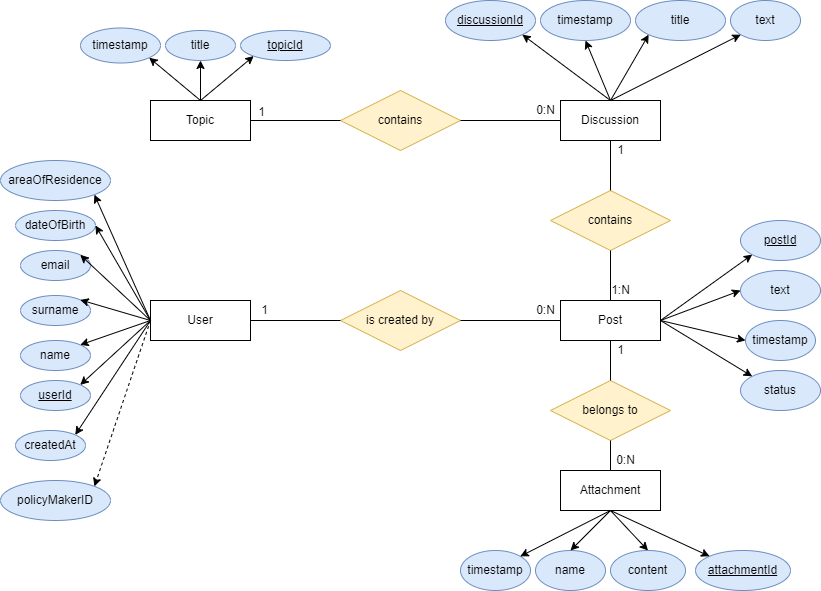 discussionId
timestamp
title
text
timestamp
title
topicId
Topic
1
contains
0:N
Discussion
1
areaOfResidence
dateOfBirth
email
surname
name
userId
createdAt
policyMakerID
contains
1:N
User
1
is created by
0:N
Post
1
postId
text
timestamp
status
belongs to
0:N
Attachment
timestamp
name
content
attachmentId